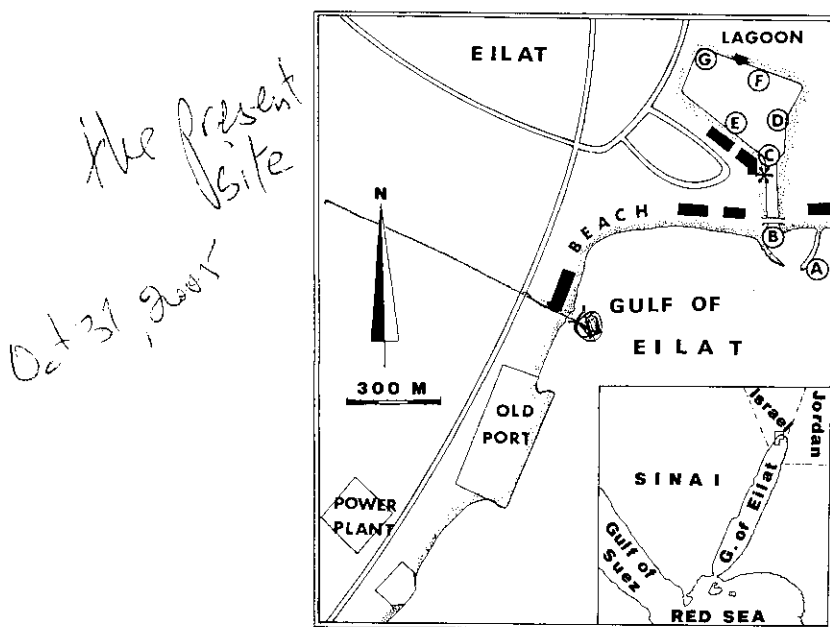 the present
site
Oct 31, 2005
EILAT
LAGOON
G
F
E
D
C
B
A
N
BEACH
GULF OF
EILAT
300 M
OLD
PORT
POWER
PLANT
Israel
Jordan
SINAI
G. of Eilat
Gulf of
Suez
RED SEA